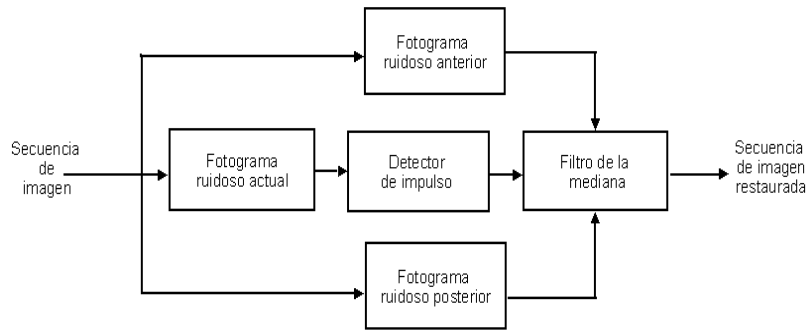 Fotograma
ruidoso anterior
Secuencia
de
imagen
Fotograma
ruidoso actual
Detector
de impulso
Filtro de la
mediana
Secuencia
de imagen
restaurada
Fotograma
ruidoso posterior